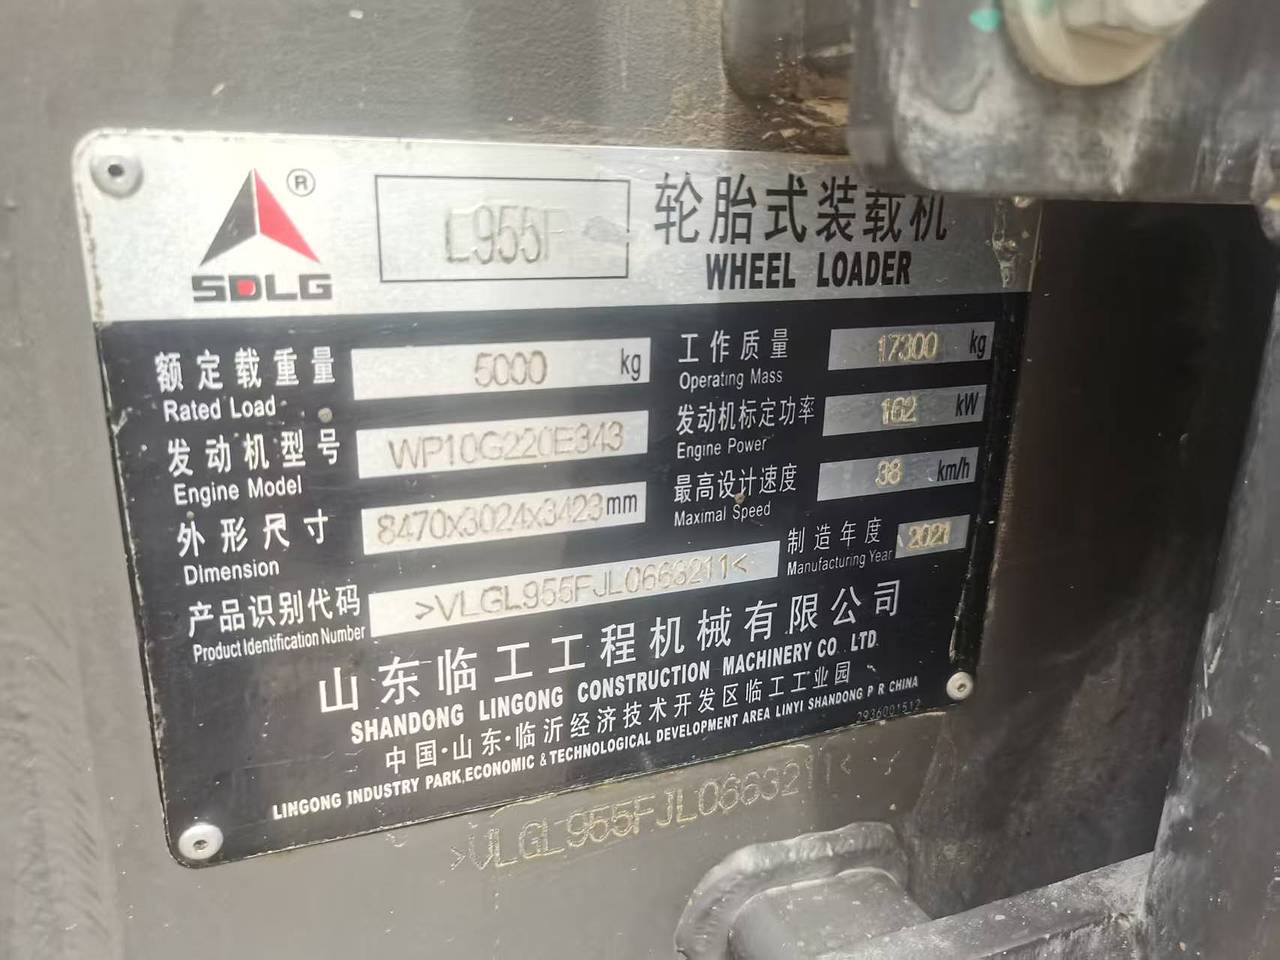 ®
SDLG
L955F
轮胎式装载机
WHEEL LOADER
额定载重量 5000 kg
Rated Load
工作质量 17300 kg
Operating Mass
发动机型号 WP10G220E343
Engine Model
发动机标定功率 162 kW
Engine Power
外形尺寸 8470x3024x3423 mm
Dimension
最高设计速度 38 km/h
Maximal Speed
产品识别代码 >VLGL955FJL0663211<
Product Identification Number
制造年度 2021
Manufacturing Year
山东临工工程机械有限公司
SHANDONG LINGONG CONSTRUCTION MACHINERY CO. LTD.
中国·山东·临沂经济技术开发区临工工业园
LINGONG INDUSTRY PARK,ECONOMIC & TECHNOLOGICAL DEVELOPMENT AREA LINYI SHANDONG P R CHINA
2936001512
>VLGL955FJL0663211<